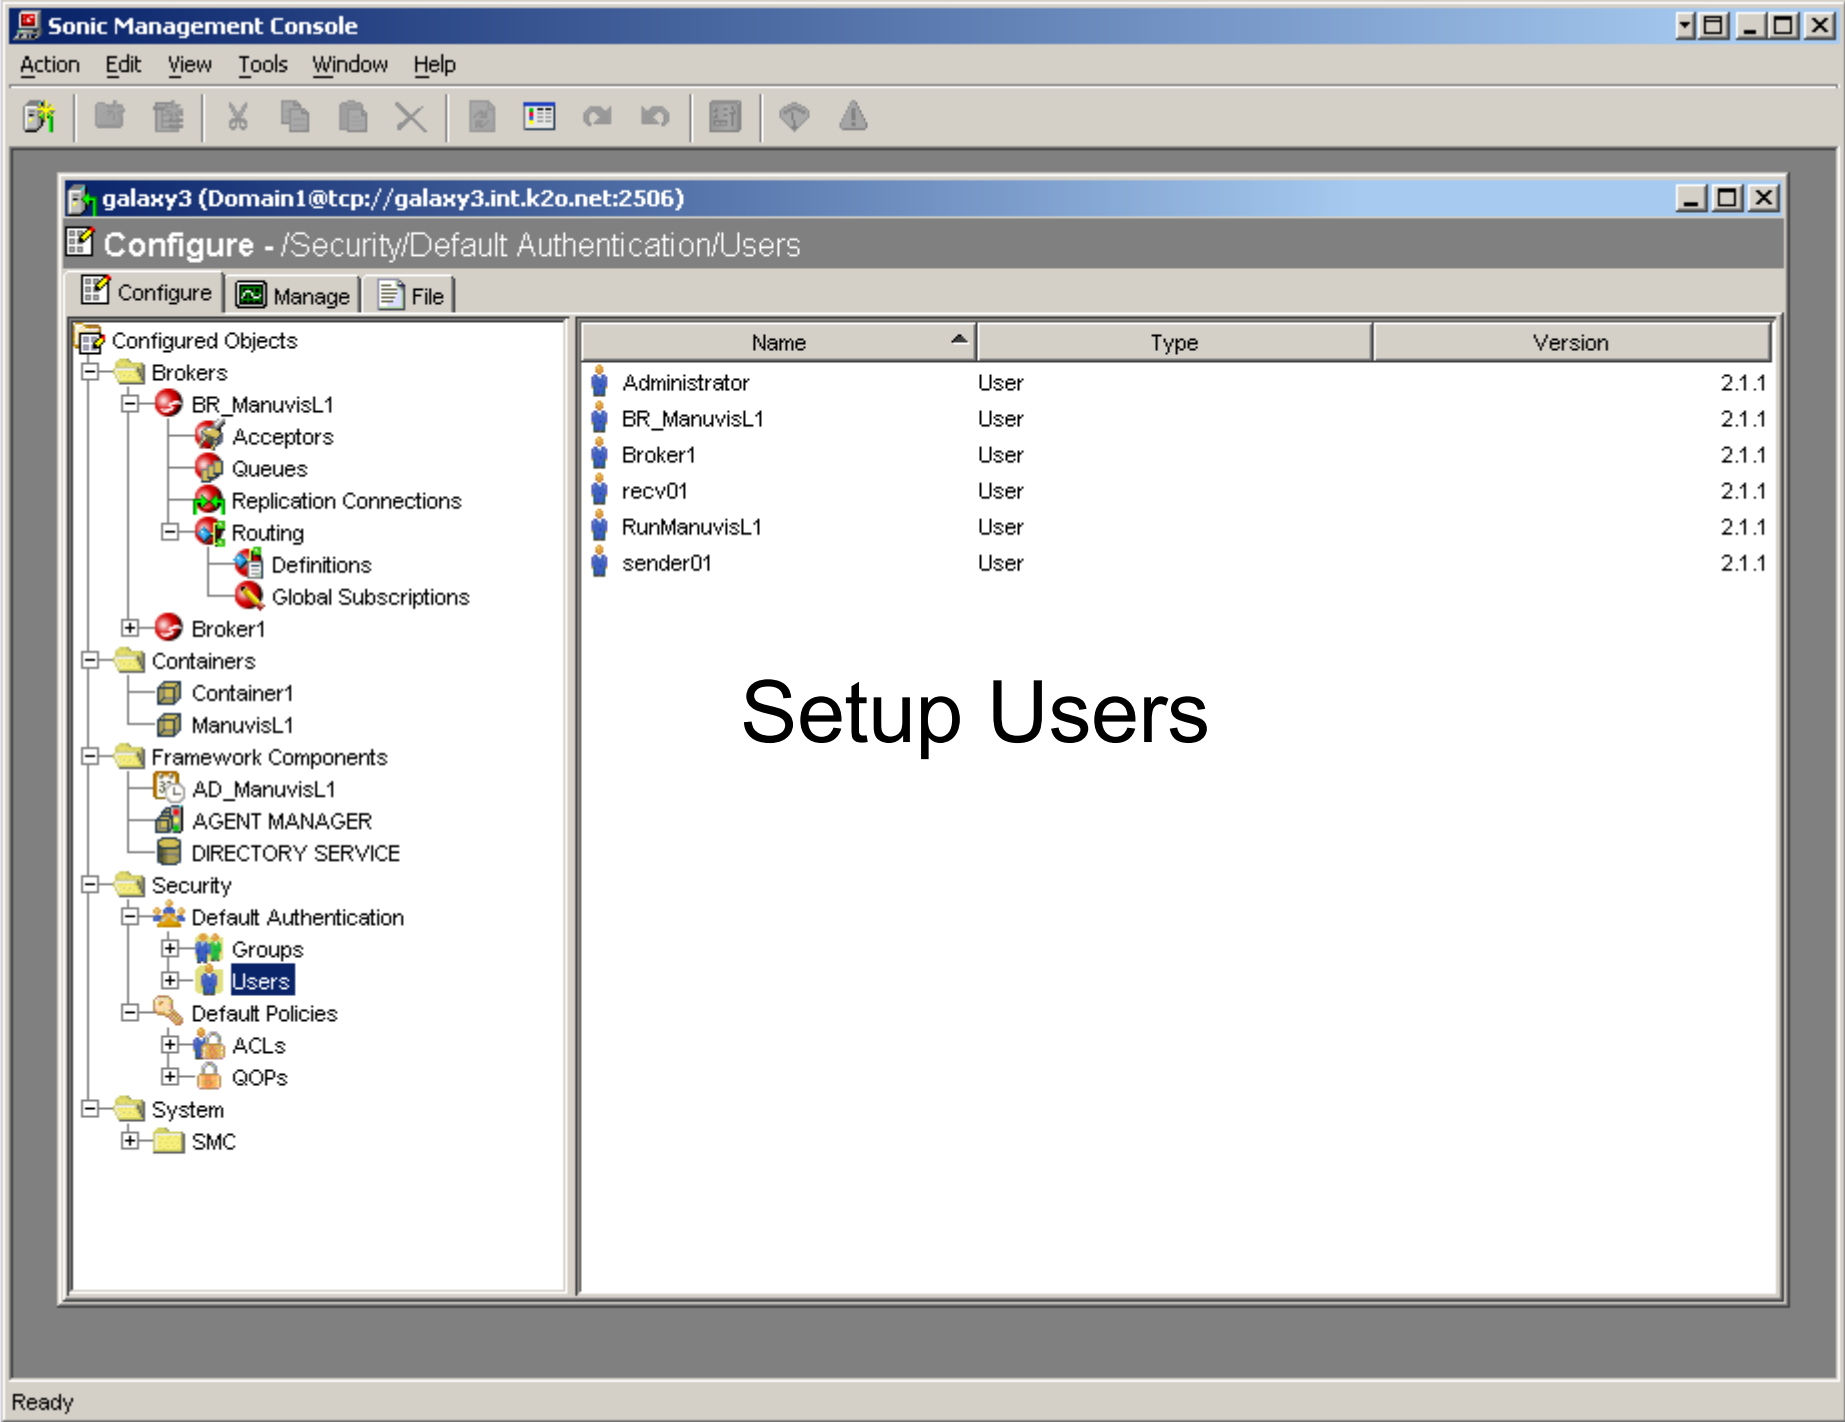 Sonic Management Console
Action Edit View Tools Window Help
galaxy3 (Domain1@tcp://galaxy3.int.k2o.net:2506)
Configure - /Security/Default Authentication/Users
Configure Manage File
Configured Objects
Brokers
BR_ManuvisL1
Acceptors
Queues
Replication Connections
Routing
Definitions
Global Subscriptions
Broker1
Containers
Container1
ManuvisL1
Framework Components
AD_ManuvisL1
AGENT MANAGER
DIRECTORY SERVICE
Security
Default Authentication
Groups
Users
Default Policies
ACLs
QOPs
System
SMC
Name Type Version
Administrator User 2.1.1
BR_ManuvisL1 User 2.1.1
Broker1 User 2.1.1
recv01 User 2.1.1
RunManuvisL1 User 2.1.1
sender01 User 2.1.1
Setup Users
Ready